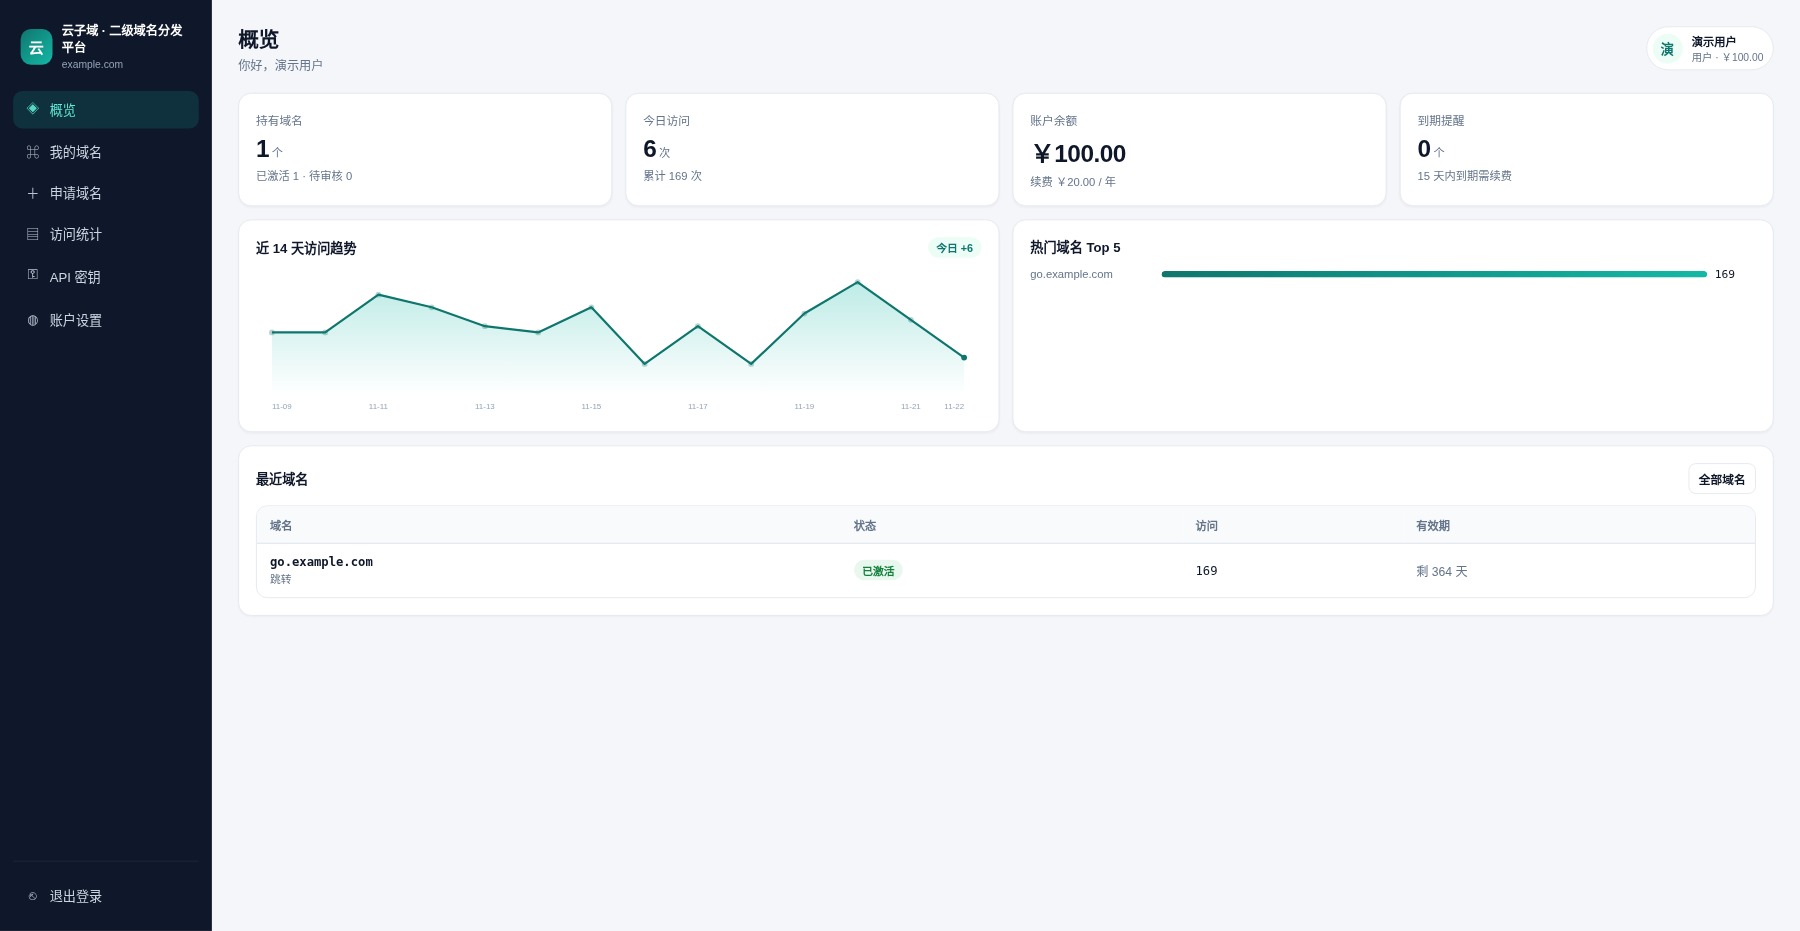 云
云子域 · 二级域名分发
平台
example.com
概览
我的域名
申请域名
访问统计
API 密钥
账户设置
退出登录
概览
你好，演示用户
演
演示用户
用户 · ￥100.00
持有域名
1 个
已激活 1 · 待审核 0
今日访问
6 次
累计 169 次
账户余额
￥100.00
续费 ￥20.00 / 年
到期提醒
0 个
15 天内到期需续费
近 14 天访问趋势
今日 +6
11-09 11-11 11-13 11-15 11-17 11-19 11-21 11-22
热门域名 Top 5
go.example.com 169
最近域名
全部域名
域名 状态 访问 有效期
go.example.com
跳转
已激活
169
剩 364 天